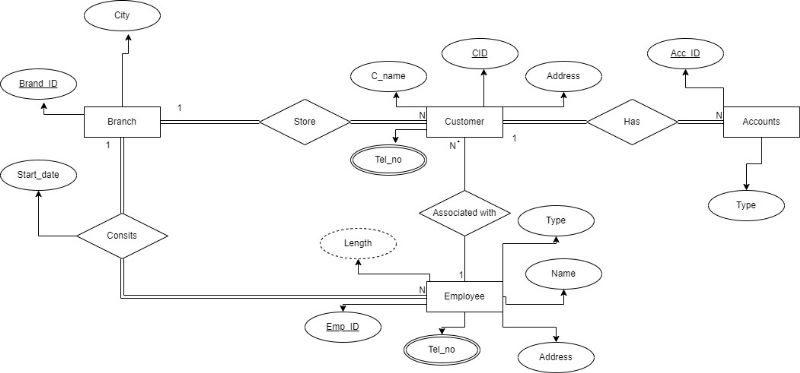 City
Brand_ID
C_name
CID
Address
Acc_ID
1
N
1
N
Branch
Store
Customer
Has
Accounts
1
N*
Tel_no
Start_date
Type
Associated with
Type
Consits
Length
Name
1
N
Employee
Emp_ID
Tel_no
Address